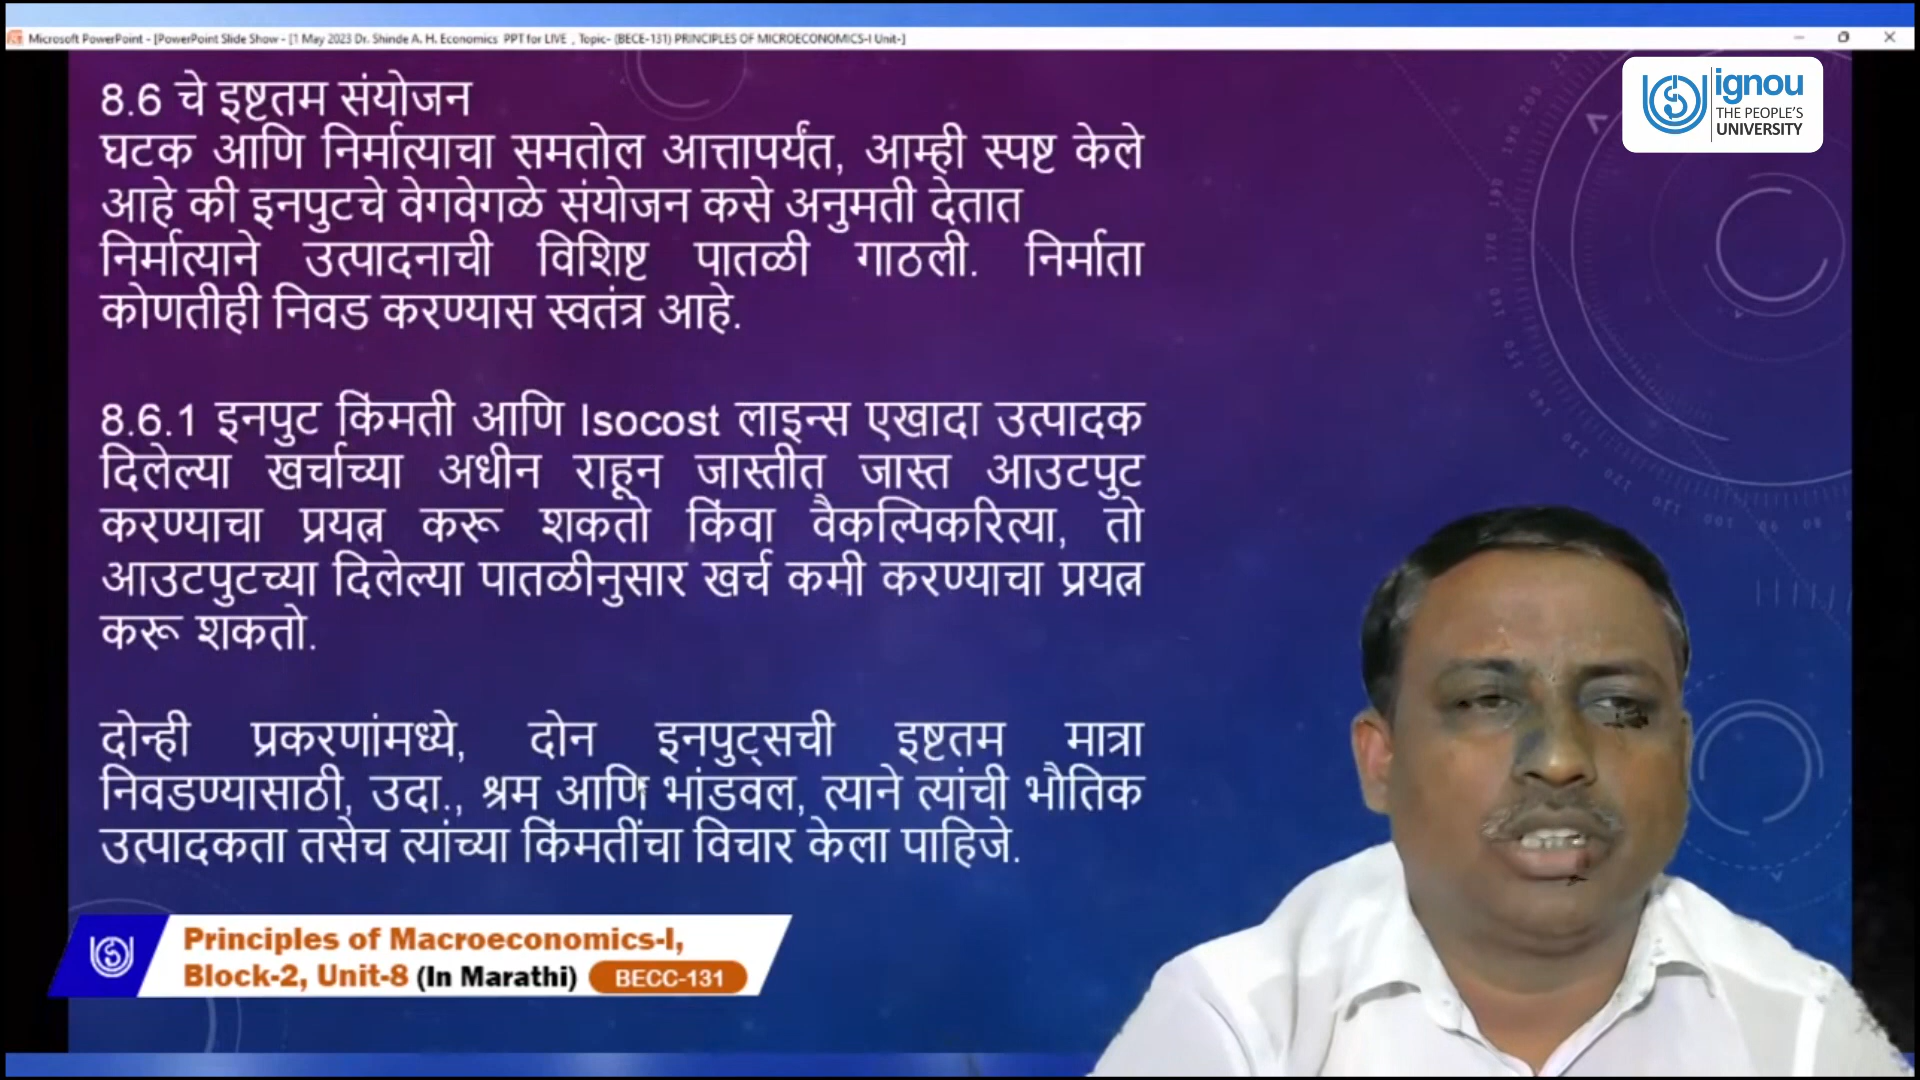 Microsoft PowerPoint - [PowerPoint Slide Show - [1 May 2023 Dr. Shinde A. H. Economics PPT for LIVE , Topic- (BECE-131) PRINCIPLES OF MICROECONOMICS-I Unit-]
ignou
THE PEOPLE'S
UNIVERSITY
8.6 चे इष्टतम संयोजन
घटक आणि निर्मात्याचा समतोल आत्तापर्यंत, आम्ही स्पष्ट केले
आहे की इनपुटचे वेगवेगळे संयोजन कसे अनुमती देतात
निर्मात्याने उत्पादनाची विशिष्ट पातळी गाठली. निर्माता
कोणतीही निवड करण्यास स्वतंत्र आहे.
8.6.1 इनपुट किंमती आणि Isocost लाइन्स एखादा उत्पादक
दिलेल्या खर्चाच्या अधीन राहून जास्तीत जास्त आउटपुट
करण्याचा प्रयत्न करू शकतो किंवा वैकल्पिकरित्या, तो
आउटपुटच्या दिलेल्या पातळीनुसार खर्च कमी करण्याचा प्रयत्न
करू शकतो.
दोन्ही प्रकरणांमध्ये, दोन इनपुट्सची इष्टतम मात्रा
निवडण्यासाठी, उदा., श्रम आणि भांडवल, त्याने त्यांची भौतिक
उत्पादकता तसेच त्यांच्या किंमतींचा विचार केला पाहिजे.
Principles of Macroeconomics-I,
Block-2, Unit-8 (In Marathi) BECC-131